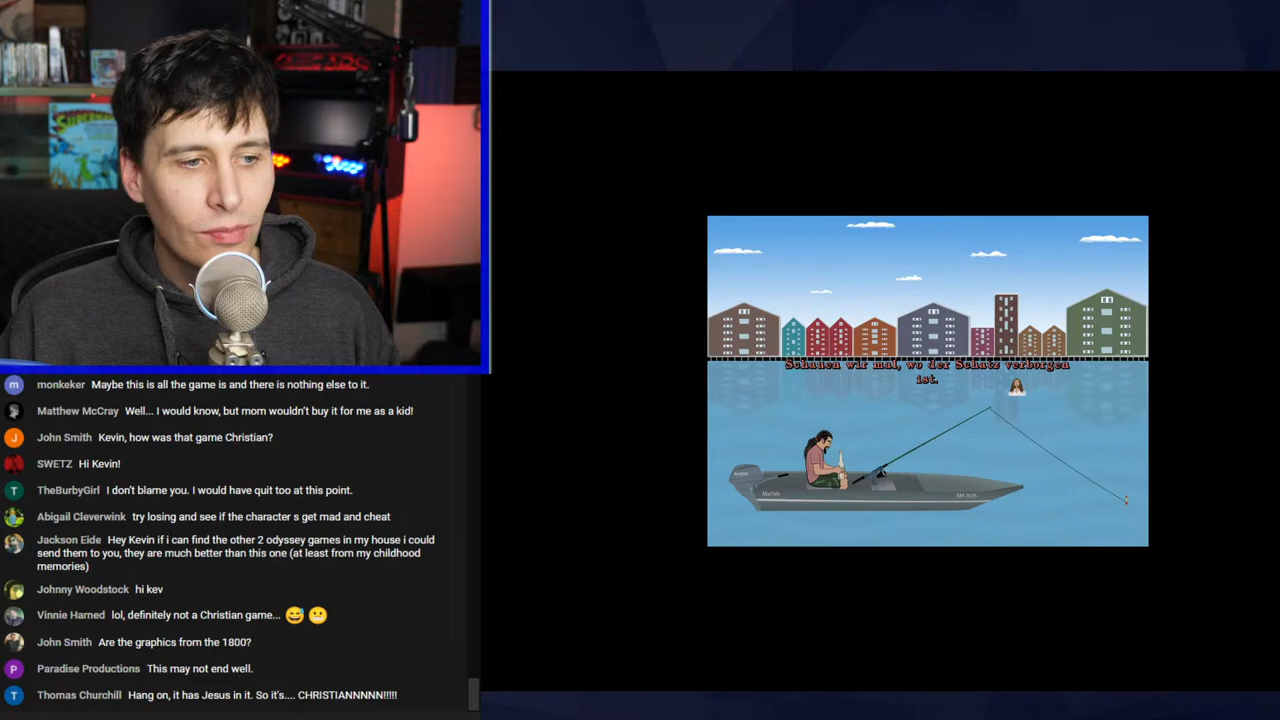 SUPERMAN
monkeker Maybe this is all the game is and there is nothing else to it.
Matthew McCray Well... I would know, but mom wouldn't buy it for me as a kid!
John Smith Kevin, how was that game Christian?
SWETZ Hi Kevin!
TheBurbyGirl I don't blame you. I would have quit too at this point.
Abigail Cleverwink try losing and see if the character s get mad and cheat
Jackson Eide Hey Kevin if i can find the other 2 odyssey games in my house i could
send them to you, they are much better than this one (at least from my childhood
memories)
Johnny Woodstock hi kev
Vinnie Harned lol, definitely not a Christian game... 😅 😬
John Smith Are the graphics from the 1800?
Paradise Productions This may not end well.
Thomas Churchill Hang on, it has Jesus in it. So it's.... CHRISTIANNNNN!!!!!
m
T
P
T
Schauen wir mal, wo der Schatz verborgen
ist.
MarTek